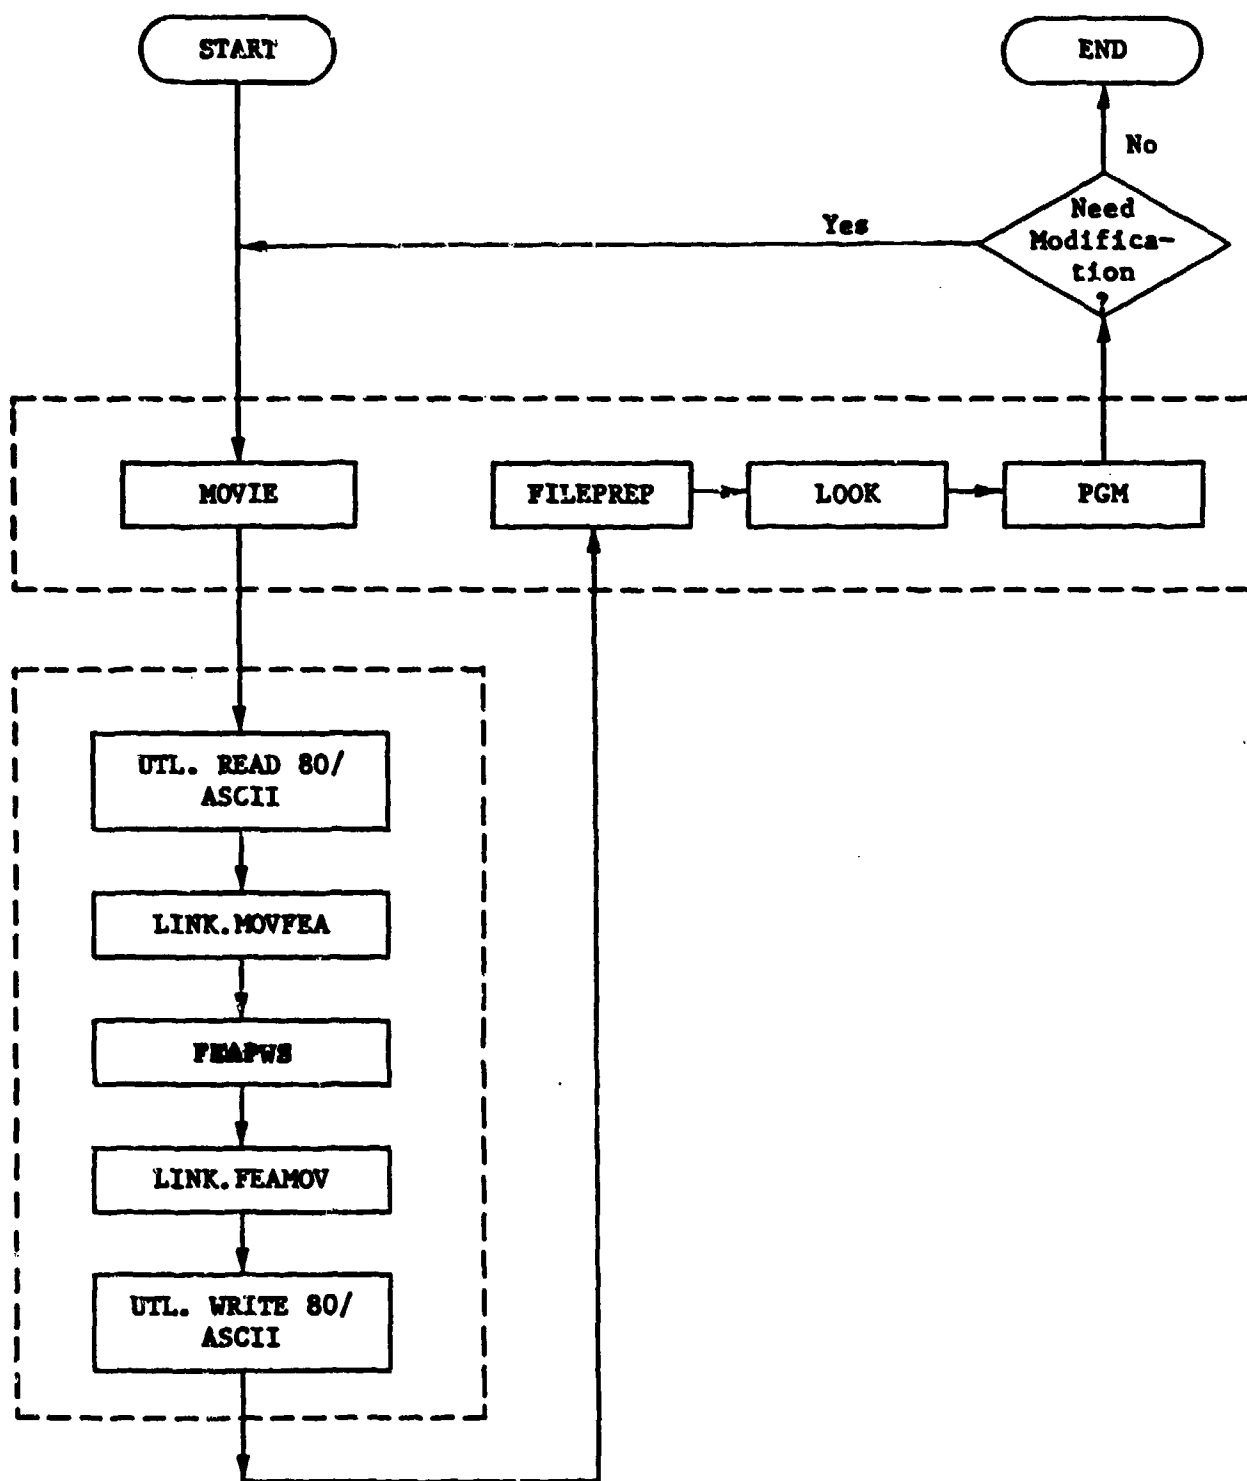 START
END
No
Yes
Need
Modifica-
tion
?
MOVIE
FILEPREP
LOOK
PGM
UTL. READ 80/
ASCII
LINK.MOVFEA
FEAPWS
LINK.FEAMOV
UTL. WRITE 80/
ASCII